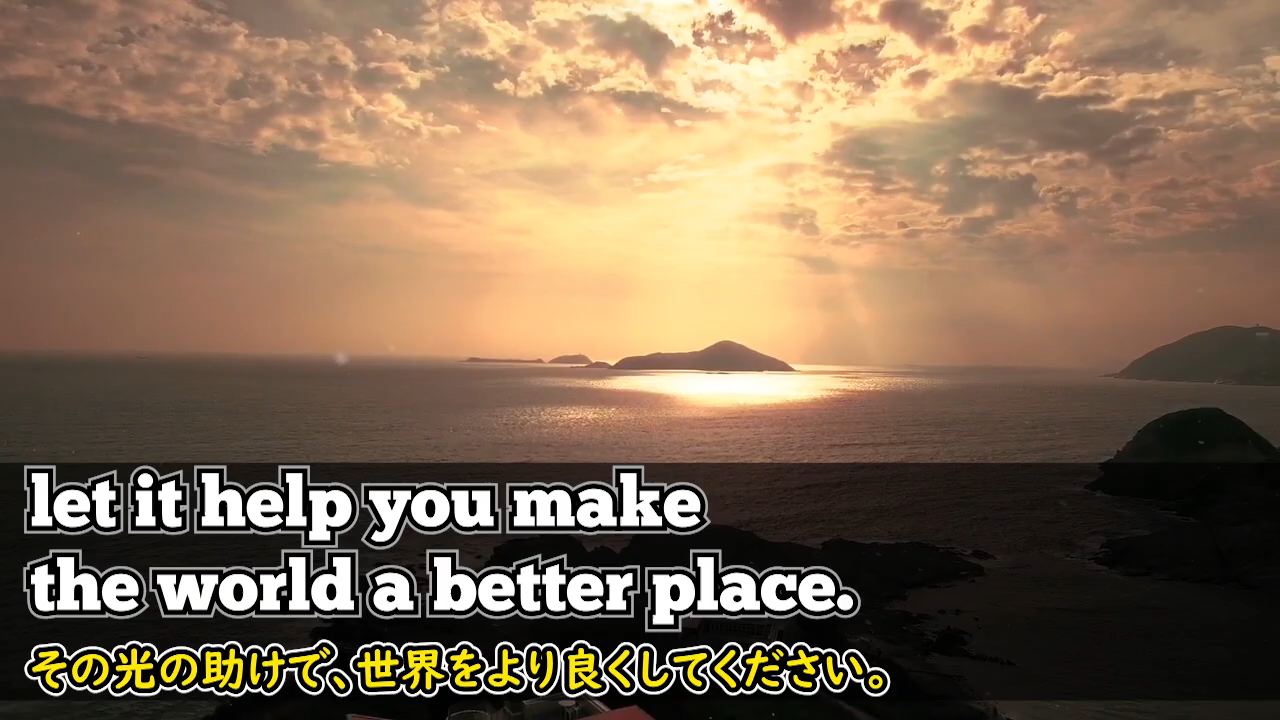 let it help you make
the world a better place.
その光の助けで、世界をより良くしてください。